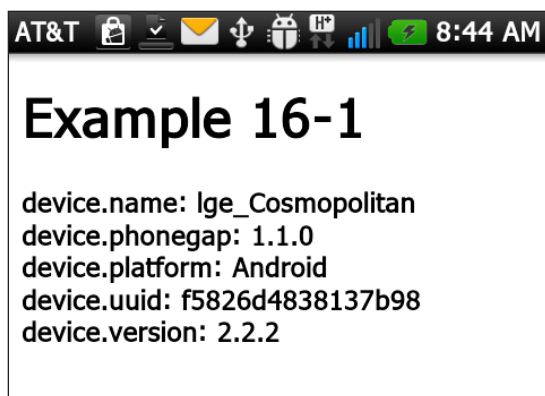 AT&T H+ 8:44 AM
Example 16-1
device.name: lge_Cosmopolitan
device.phonegap: 1.1.0
device.platform: Android
device.uuid: f5826d4838137b98
device.version: 2.2.2